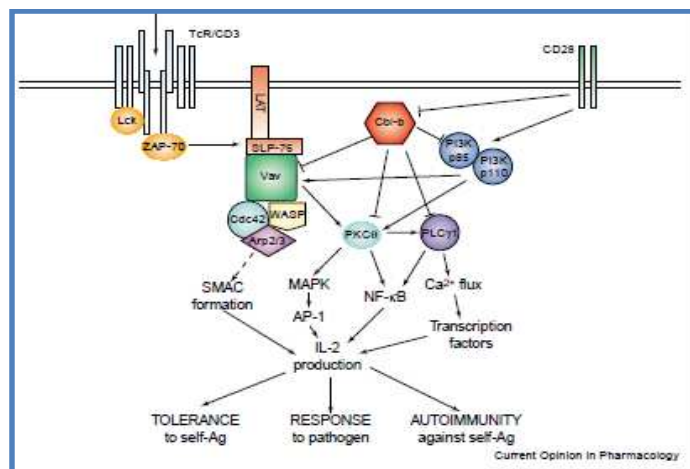 TcR/CD3
CD28
LAT
Lck
Cbl-b
ZAP-70
SLP-76
PI3K
p85
PI3K
p110
Vav
Cdc42
WASP
Arp2/3
PKCθ
PLCγ1
SMAC
formation
MAPK
NF-κB
Ca²⁺ flux
AP-1
Transcription
factors
IL-2
production
TOLERANCE
to self-Ag
RESPONSE
to pathogen
AUTOIMMUNITY
against self-Ag
Current Opinion in Pharmacology